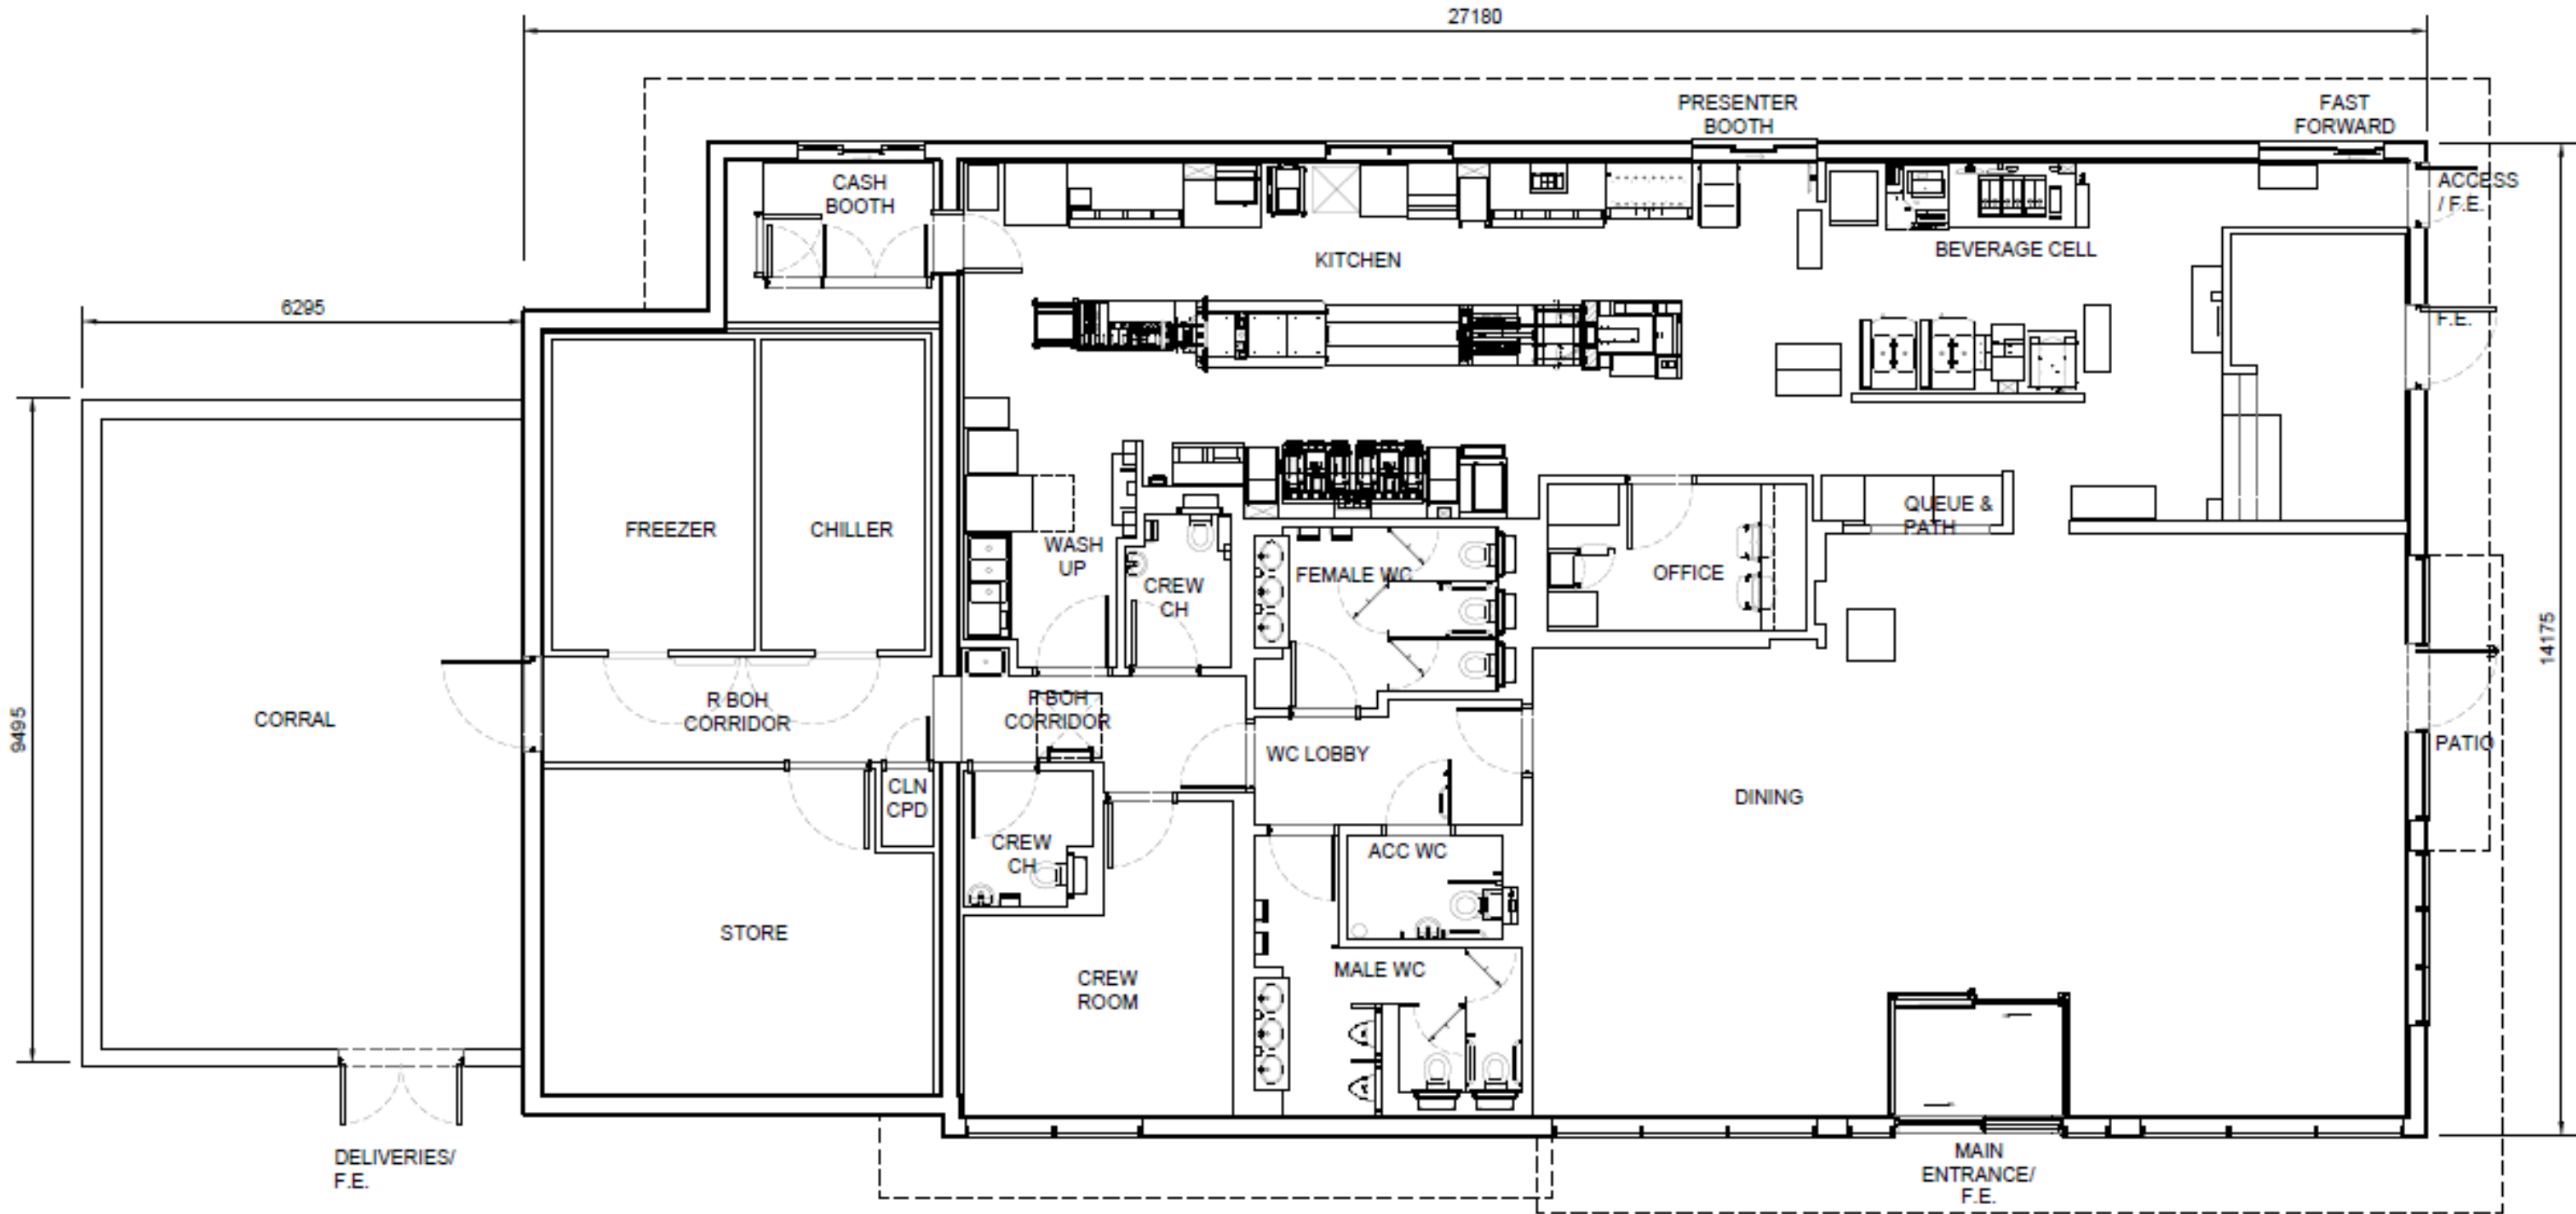 27180
PRESENTER
BOOTH
FAST
FORWARD
CASH
BOOTH
ACCESS
/ F.E.
KITCHEN
BEVERAGE CELL
6295
F.E.
FREEZER
CHILLER
WASH
UP
CREW
CH
FEMALE WC
OFFICE
QUEUE &
PATH
14175
9495
CORRAL
R BOH
CORRIDOR
R BOH
CORRIDOR
WC LOBBY
PATIO
CLN
CPD
DINING
CREW
CH
ACC WC
STORE
CREW
ROOM
MALE WC
DELIVERIES/
F.E.
MAIN
ENTRANCE/
F.E.